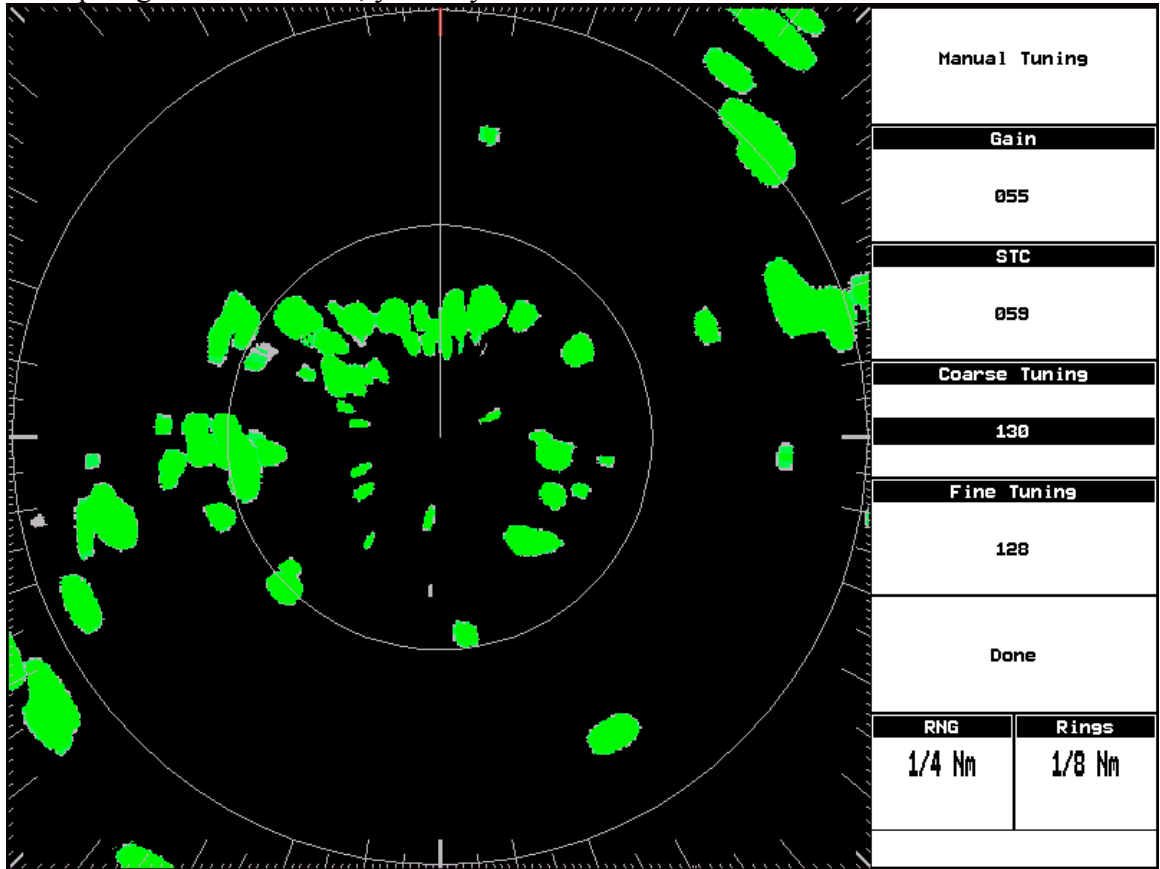 Manual Tuning
Gain
055
STC
059
Coarse Tuning
130
Fine Tuning
128
Done
RNG
Rings
1/4 Nm
1/8 Nm